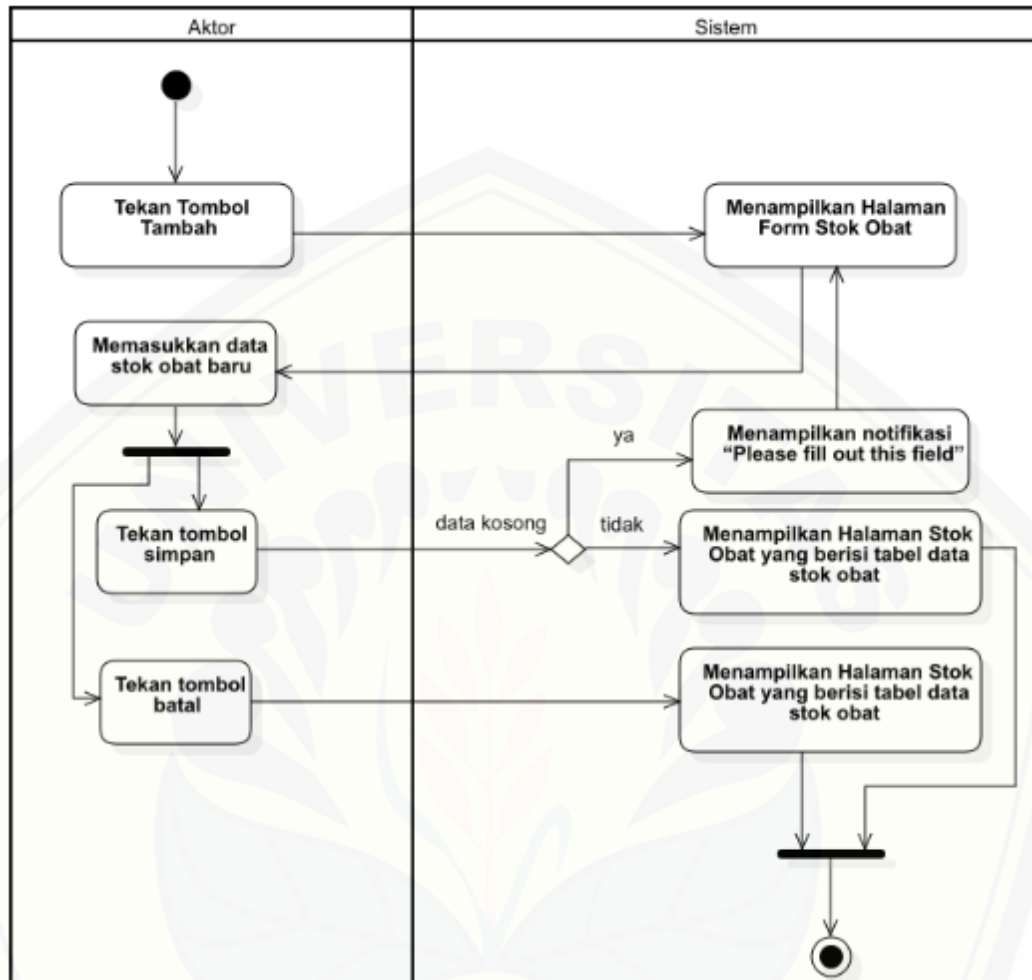 Aktor
Sistem
Tekan Tombol
Tambah
Menampilkan Halaman
Form Stok Obat
Memasukkan data
stok obat baru
ya
Menampilkan notifikasi
“Please fill out this field”
Tekan tombol
simpan
data kosong
tidak
Menampilkan Halaman Stok
Obat yang berisi tabel data
stok obat
Tekan tombol
batal
Menampilkan Halaman Stok
Obat yang berisi tabel data
stok obat
UNIVERSITAS